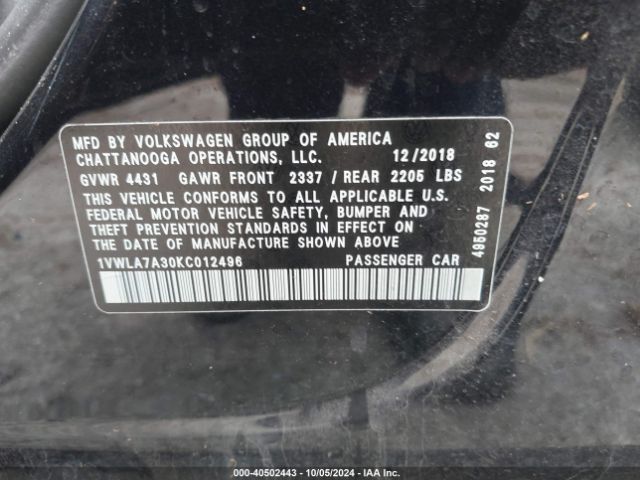 MFD BY VOLKSWAGEN GROUP OF AMERICA
CHATTANOOGA OPERATIONS, LLC. 12/2018
GVWR 4431 GAWR FRONT 2337 / REAR 2205 LBS
THIS VEHICLE CONFORMS TO ALL APPLICABLE U.S.
FEDERAL MOTOR VEHICLE SAFETY, BUMPER AND
THEFT PREVENTION STANDARDS IN EFFECT ON
THE DATE OF MANUFACTURE SHOWN ABOVE
1VWLA7A30KC012496 PASSENGER CAR
4950287 2018 62
000-40502443 - 10/05/2024 - IAA Inc.